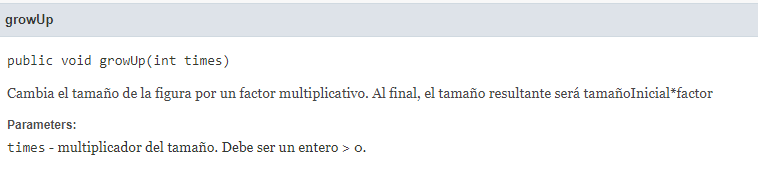 growUp
public void growUp(int times)
Cambia el tamaño de la figura por un factor multiplicativo. Al final, el tamaño resultante será tamañoInicial*factor
Parameters:
times - multiplicador del tamaño. Debe ser un entero > 0.